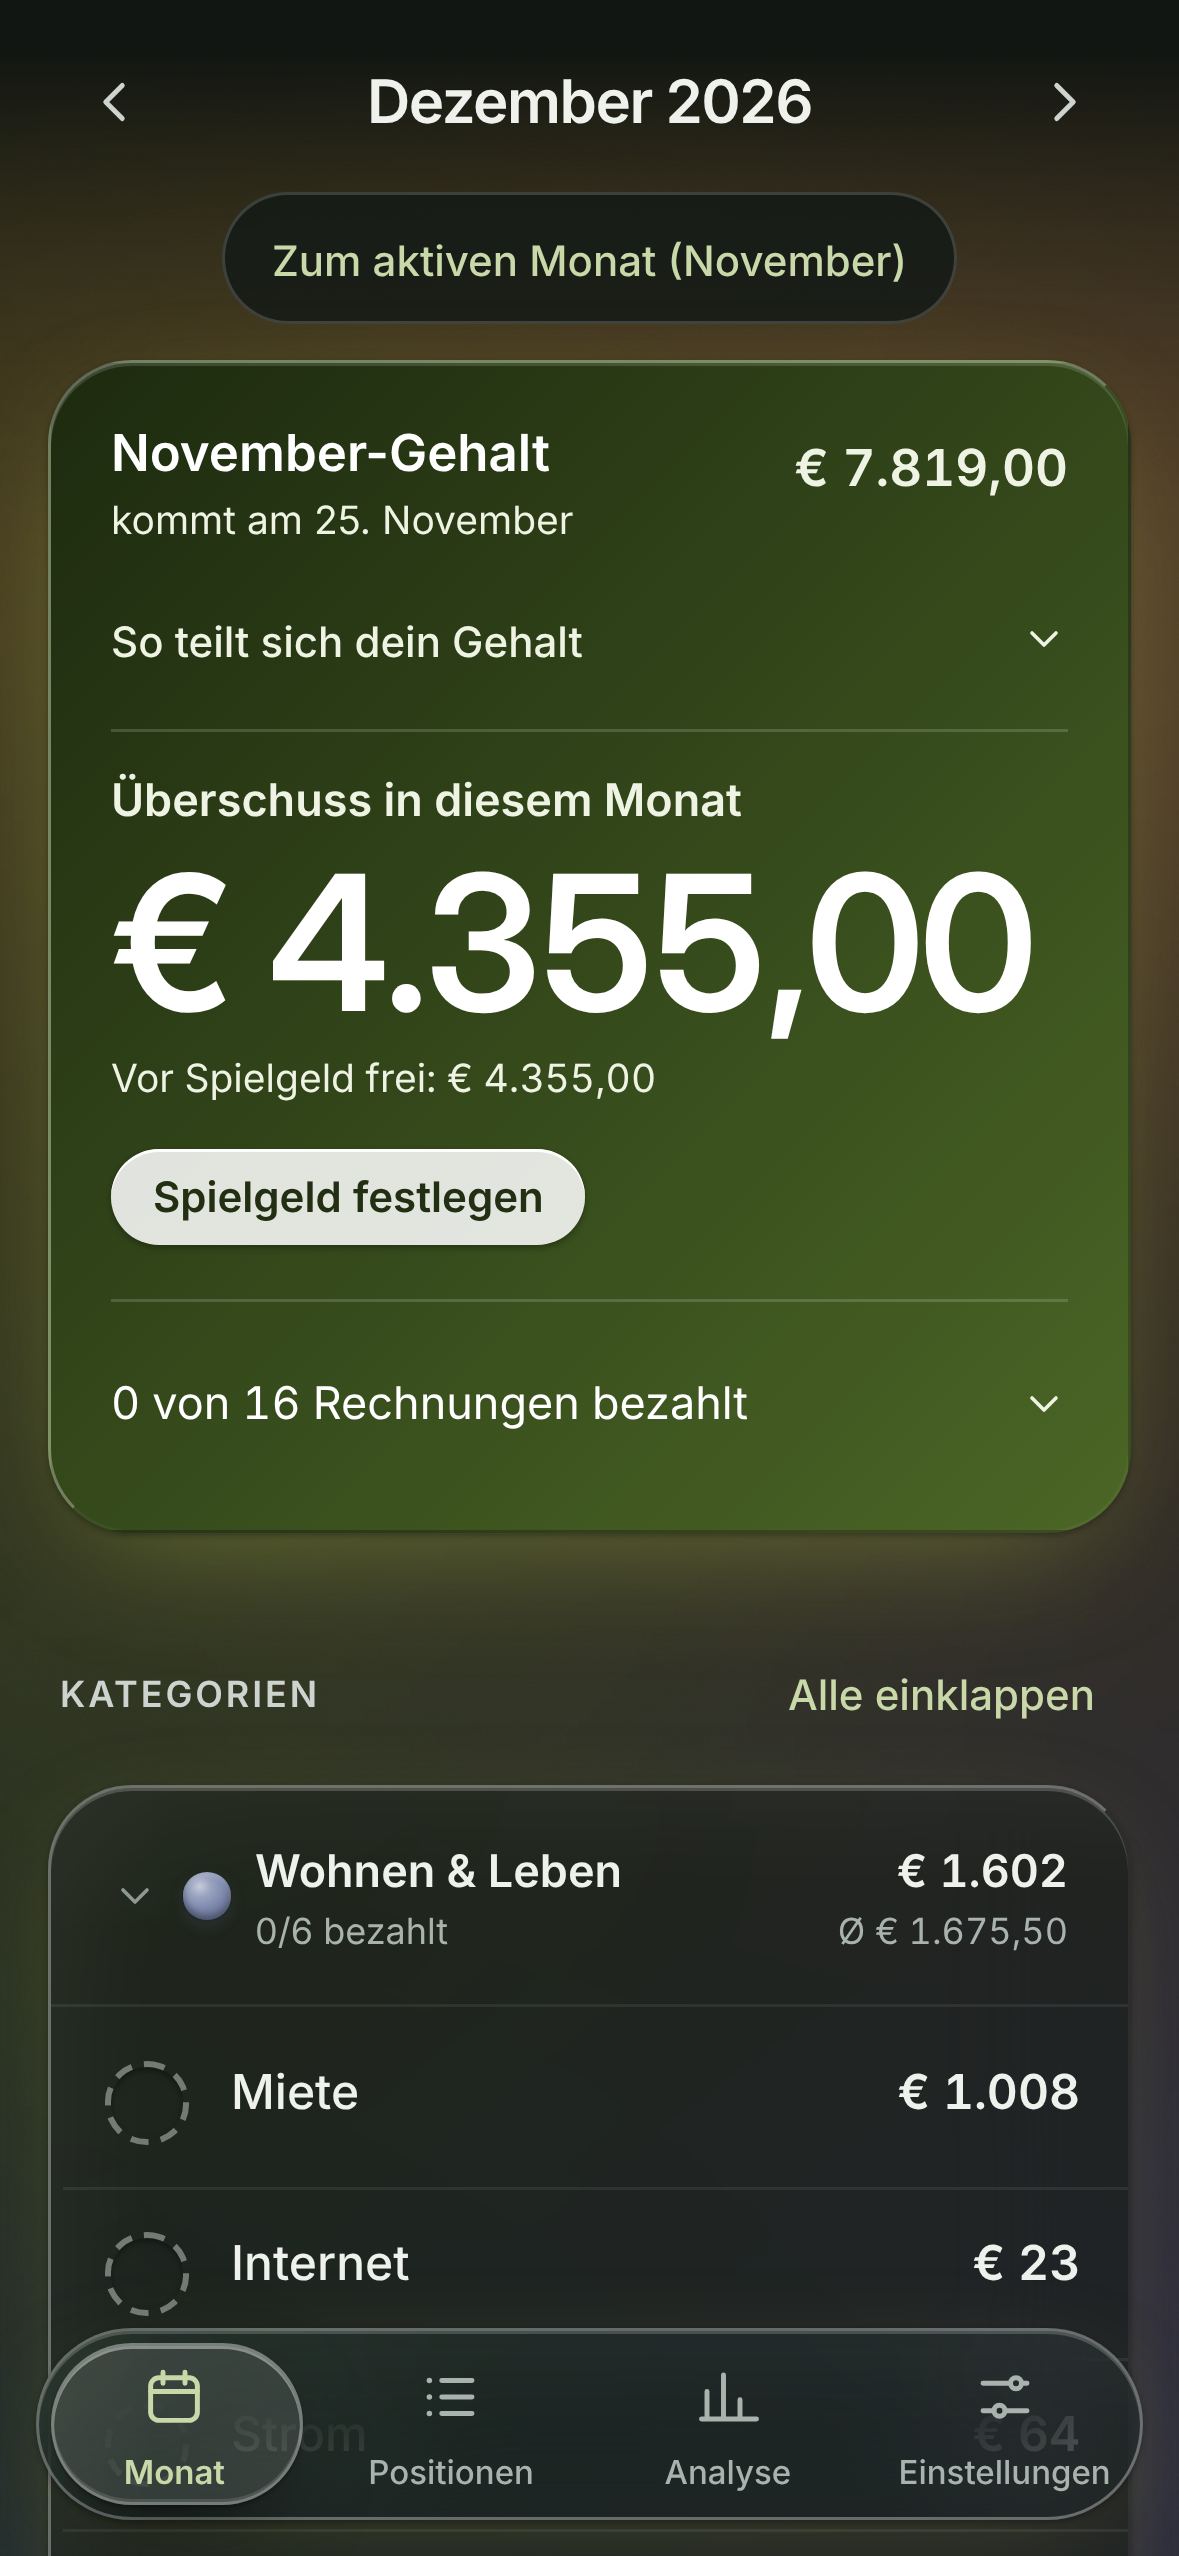 Dezember 2026
Zum aktiven Monat (November)
November-Gehalt
€ 7.819,00
kommt am 25. November
So teilt sich dein Gehalt
Überschuss in diesem Monat
€ 4.355,00
Vor Spielgeld frei: € 4.355,00
Spielgeld festlegen
0 von 16 Rechnungen bezahlt
KATEGORIEN
Alle einklappen
Wohnen & Leben
€ 1.602
0/6 bezahlt
Ø € 1.675,50
Miete
€ 1.008
Internet
€ 23
Strom
€ 64
Monat
Positionen
Analyse
Einstellungen